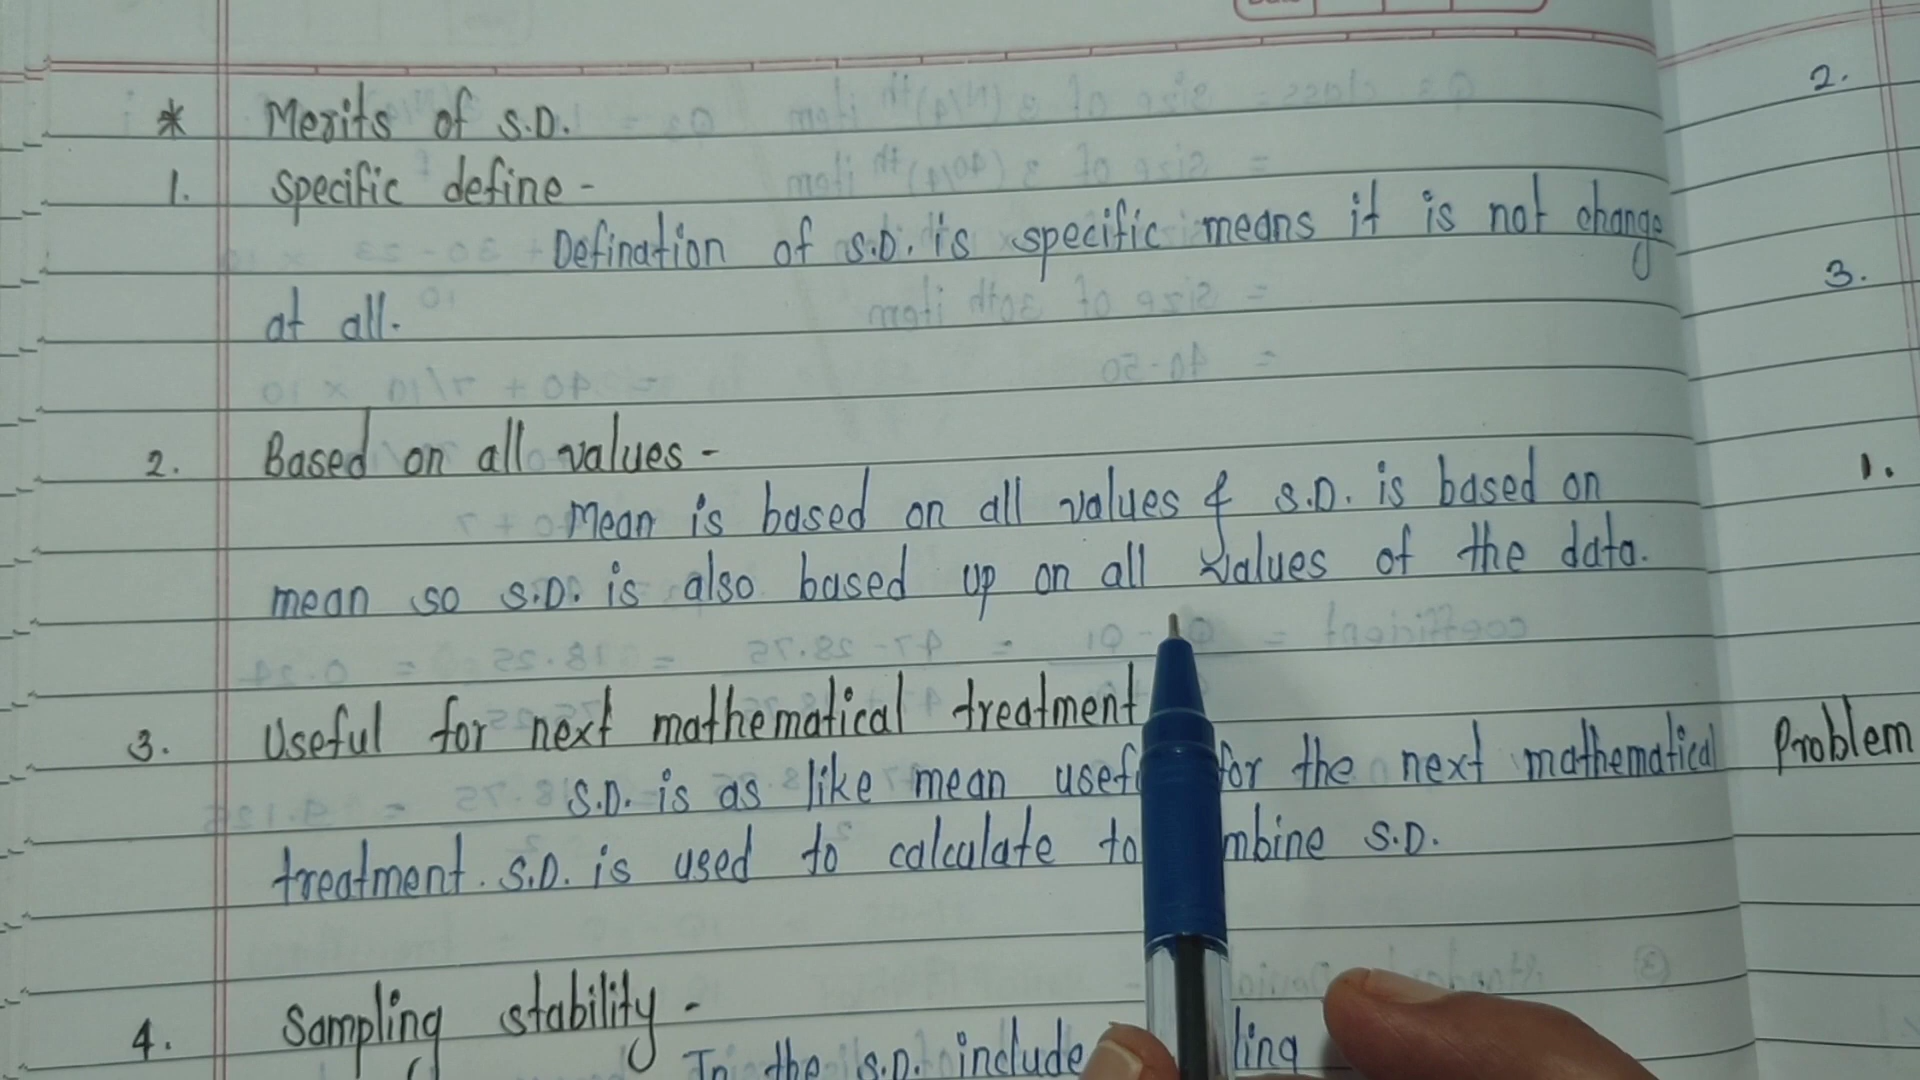 * Merits of S.D.
1. Specific define -
Defination of S.D. is specific means it is not change
at all.
2. Based on all values -
Mean is based on all values & S.D. is based on
mean so S.D. is also based up on all values of the data.
3. Useful for next mathematical treatment
S.D. is as like mean for the next mathematical
treatment. S.D. is used to calculate to S.D.
4. Sampling stability -
In the S.D. include
2.
3.
1.
Problem